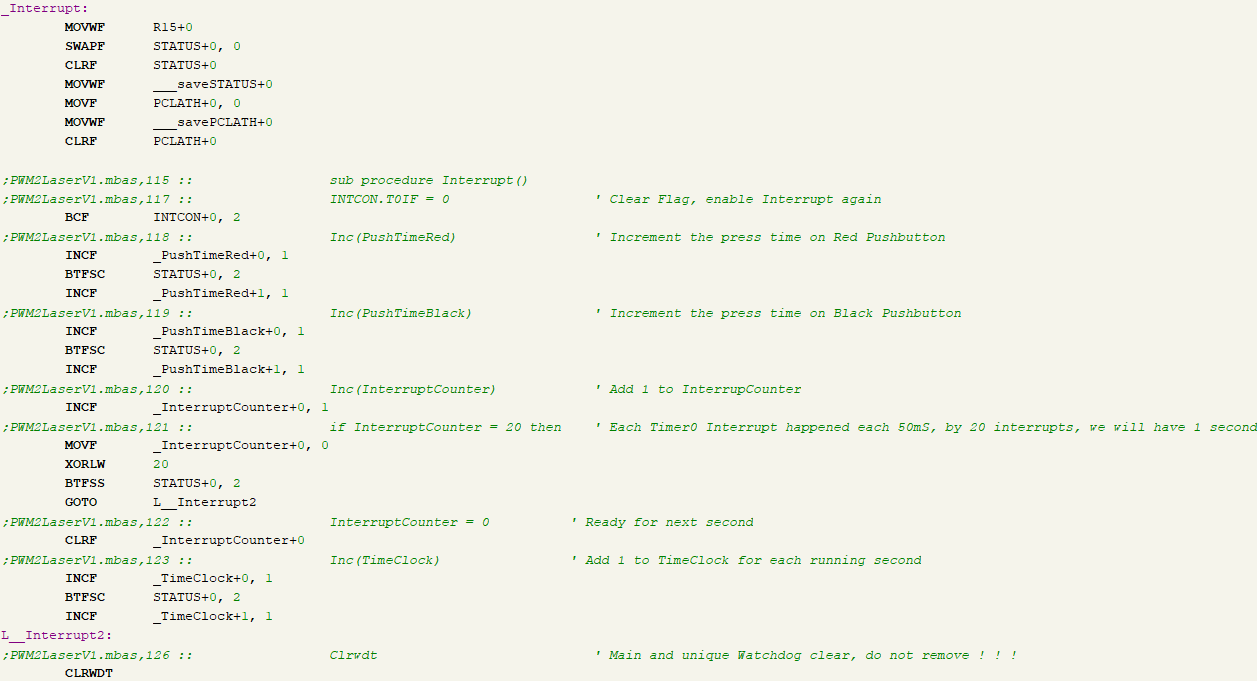 _Interrupt:
MOVWF R15+0
SWAPF STATUS+0, 0
CLRF STATUS+0
MOVWF ___saveSTATUS+0
MOVF PCLATH+0, 0
MOVWF ___savePCLATH+0
CLRF PCLATH+0
;PWM2LaserV1.mbas,115 :: sub procedure Interrupt()
;PWM2LaserV1.mbas,117 :: INTCON.T0IF = 0 ' Clear Flag, enable Interrupt again
BCF INTCON+0, 2
;PWM2LaserV1.mbas,118 :: Inc(PushTimeRed) ' Increment the press time on Red Pushbutton
INCF _PushTimeRed+0, 1
BTFSC STATUS+0, 2
INCF _PushTimeRed+1, 1
;PWM2LaserV1.mbas,119 :: Inc(PushTimeBlack) ' Increment the press time on Black Pushbutton
INCF _PushTimeBlack+0, 1
BTFSC STATUS+0, 2
INCF _PushTimeBlack+1, 1
;PWM2LaserV1.mbas,120 :: Inc(InterruptCounter) ' Add 1 to InterrupCounter
INCF _InterruptCounter+0, 1
;PWM2LaserV1.mbas,121 :: if InterruptCounter = 20 then ' Each Timer0 Interrupt happened each 50mS, by 20 interrupts, we will have 1 second
MOVF _InterruptCounter+0, 0
XORLW 20
BTFSS STATUS+0, 2
GOTO L__Interrupt2
;PWM2LaserV1.mbas,122 :: InterruptCounter = 0 ' Ready for next second
CLRF _InterruptCounter+0
;PWM2LaserV1.mbas,123 :: Inc(TimeClock) ' Add 1 to TimeClock for each running second
INCF _TimeClock+0, 1
BTFSC STATUS+0, 2
INCF _TimeClock+1, 1
L__Interrupt2:
;PWM2LaserV1.mbas,126 :: Clrwdt ' Main and unique Watchdog clear, do not remove ! ! !
CLRWDT